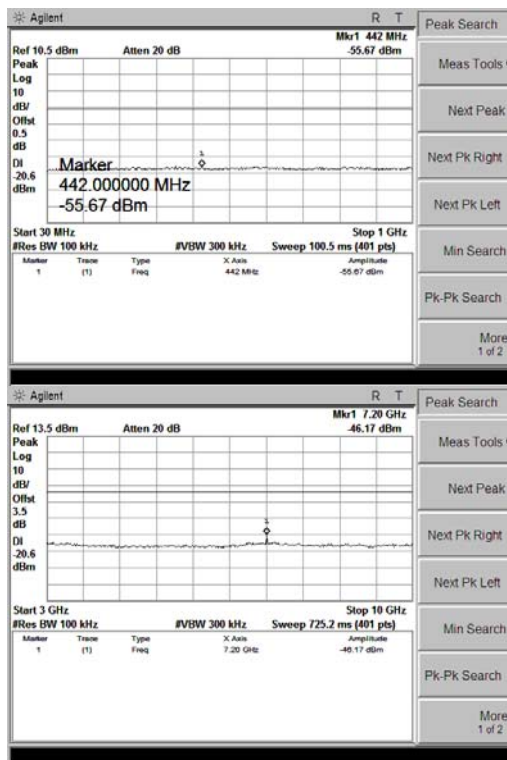 Agilent R T
Mkr1 442 MHz
Ref 10.5 dBm Atten 20 dB -55.67 dBm
Peak
Log
10
dB/
Offst
0.5
dB
DI
-20.6
dBm
1
Marker
442.000000 MHz
-55.67 dBm
Start 30 MHz Stop 1 GHz
#Res BW 100 kHz #VBW 300 kHz Sweep 100.5 ms (401 pts)
Marker Trace Type X Axis Amplitude
1 (1) Freq 442 MHz -55.67 dBm
Peak Search
Meas Tools
Next Peak
Next Pk Right
Next Pk Left
Min Search
Pk-Pk Search
More
1 of 2
Agilent R T
Mkr1 7.20 GHz
Ref 13.5 dBm Atten 20 dB -46.17 dBm
Peak
Log
10
dB/
Offst
3.5
dB
DI
-20.6
dBm
1
Start 3 GHz Stop 10 GHz
#Res BW 100 kHz #VBW 300 kHz Sweep 725.2 ms (401 pts)
Marker Trace Type X Axis Amplitude
1 (1) Freq 7.20 GHz -46.17 dBm
Peak Search
Meas Tools
Next Peak
Next Pk Right
Next Pk Left
Min Search
Pk-Pk Search
More
1 of 2